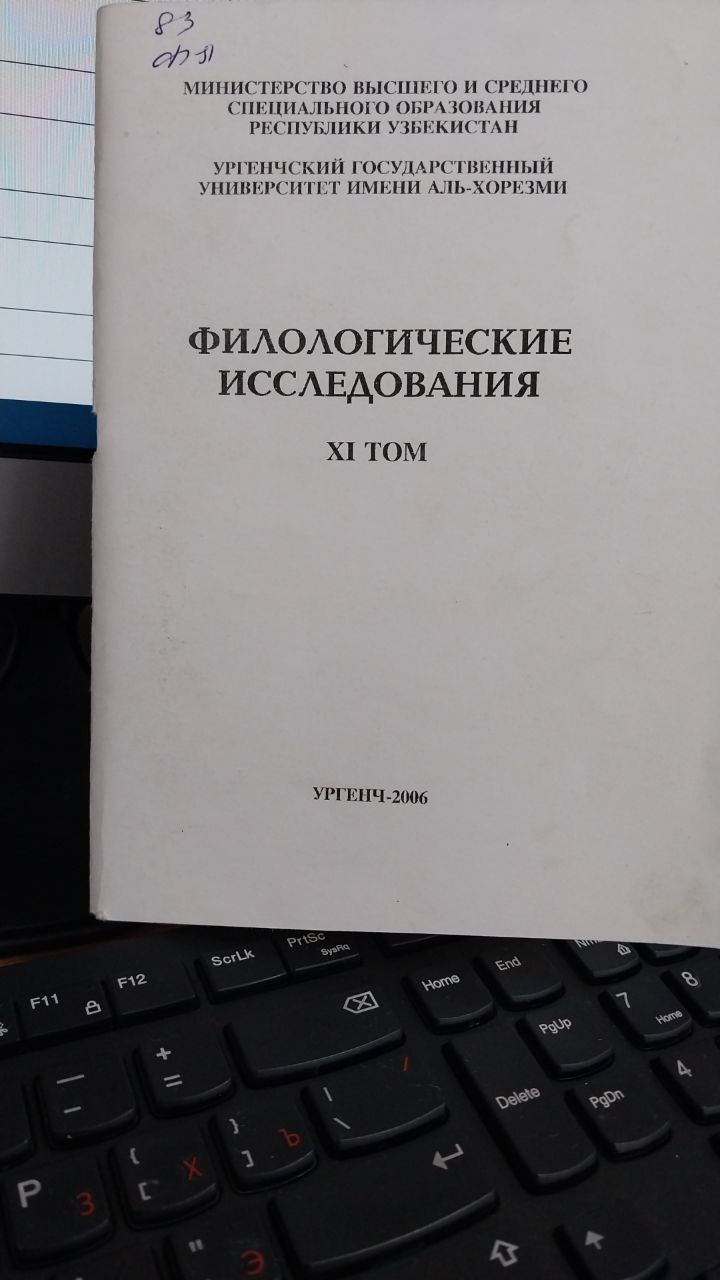 83
МИНИСТЕРСТВО ВЫСШЕГО И СРЕДНЕГО
СПЕЦИАЛЬНОГО ОБРАЗОВАНИЯ
РЕСПУБЛИКИ УЗБЕКИСТАН
УРГЕНЧСКИЙ ГОСУДАРСТВЕННЫЙ
УНИВЕРСИТЕТ ИМЕНИ АЛЬ-ХОРЕЗМИ
ФИЛОЛОГИЧЕСКИЕ
ИССЛЕДОВАНИЯ
XI ТОМ
УРГЕНЧ-2006
F11
F12
ScrLk
PrtSc
SysRq
Home
End
7
Home
8
PgUp
+
=
Delete
PgDn
4
|
\
}
]
Ъ
{
[
Х
P
З
"
Э